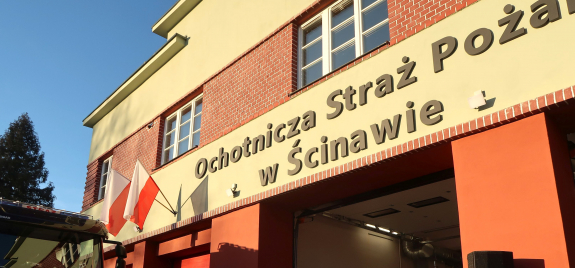 Ochotnicza Straż Poża
w Ścinawie